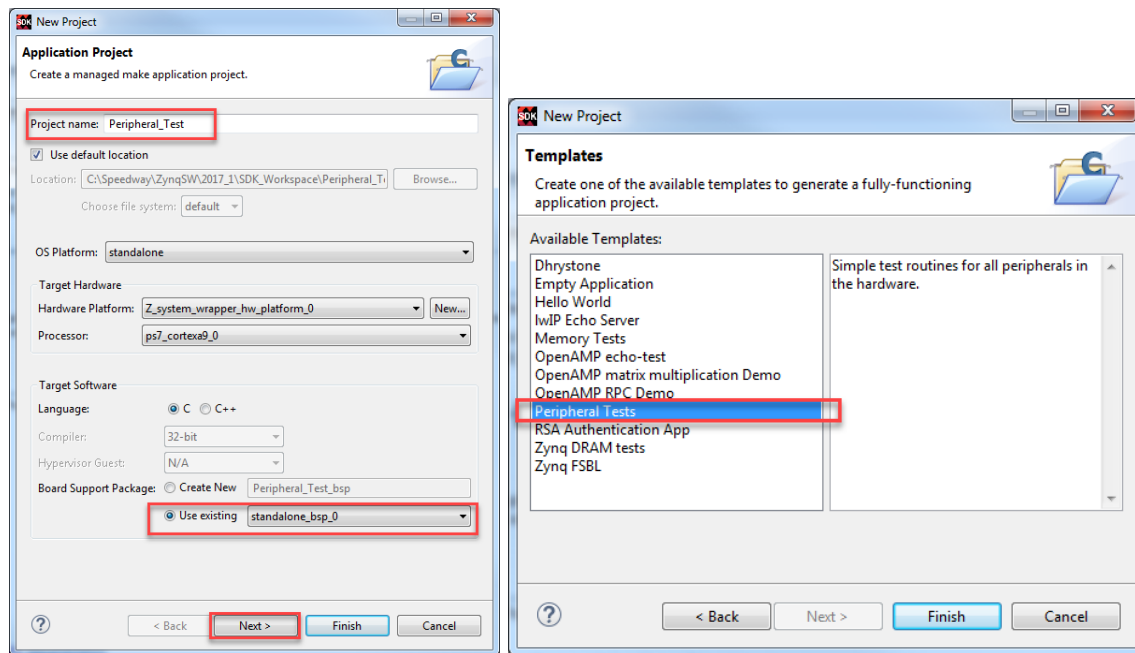 SDK New Project
Application Project
Create a managed make application project.
C
Project name: Peripheral_Test
Use default location
Location: C:\Speedway\ZynqSW\2017_1\SDK_Workspace\Peripheral_T Browse...
Choose file system: default
OS Platform: standalone
Target Hardware
Hardware Platform: Z_system_wrapper_hw_platform_0 New...
Processor: ps7_cortexa9_0
Target Software
Language: C C++
Compiler: 32-bit
Hypervisor Guest: N/A
Board Support Package: Create New Peripheral_Test_bsp
Use existing standalone_bsp_0
? < Back Next > Finish Cancel
SDK New Project
Templates
Create one of the available templates to generate a fully-functioning
application project.
C
Available Templates:
Dhrystone
Empty Application
Hello World
lwIP Echo Server
Memory Tests
OpenAMP echo-test
OpenAMP matrix multiplication Demo
OpenAMP RPC Demo
Peripheral Tests
RSA Authentication App
Zynq DRAM tests
Zynq FSBL
Simple test routines for all peripherals in
the hardware.
? < Back Next > Finish Cancel